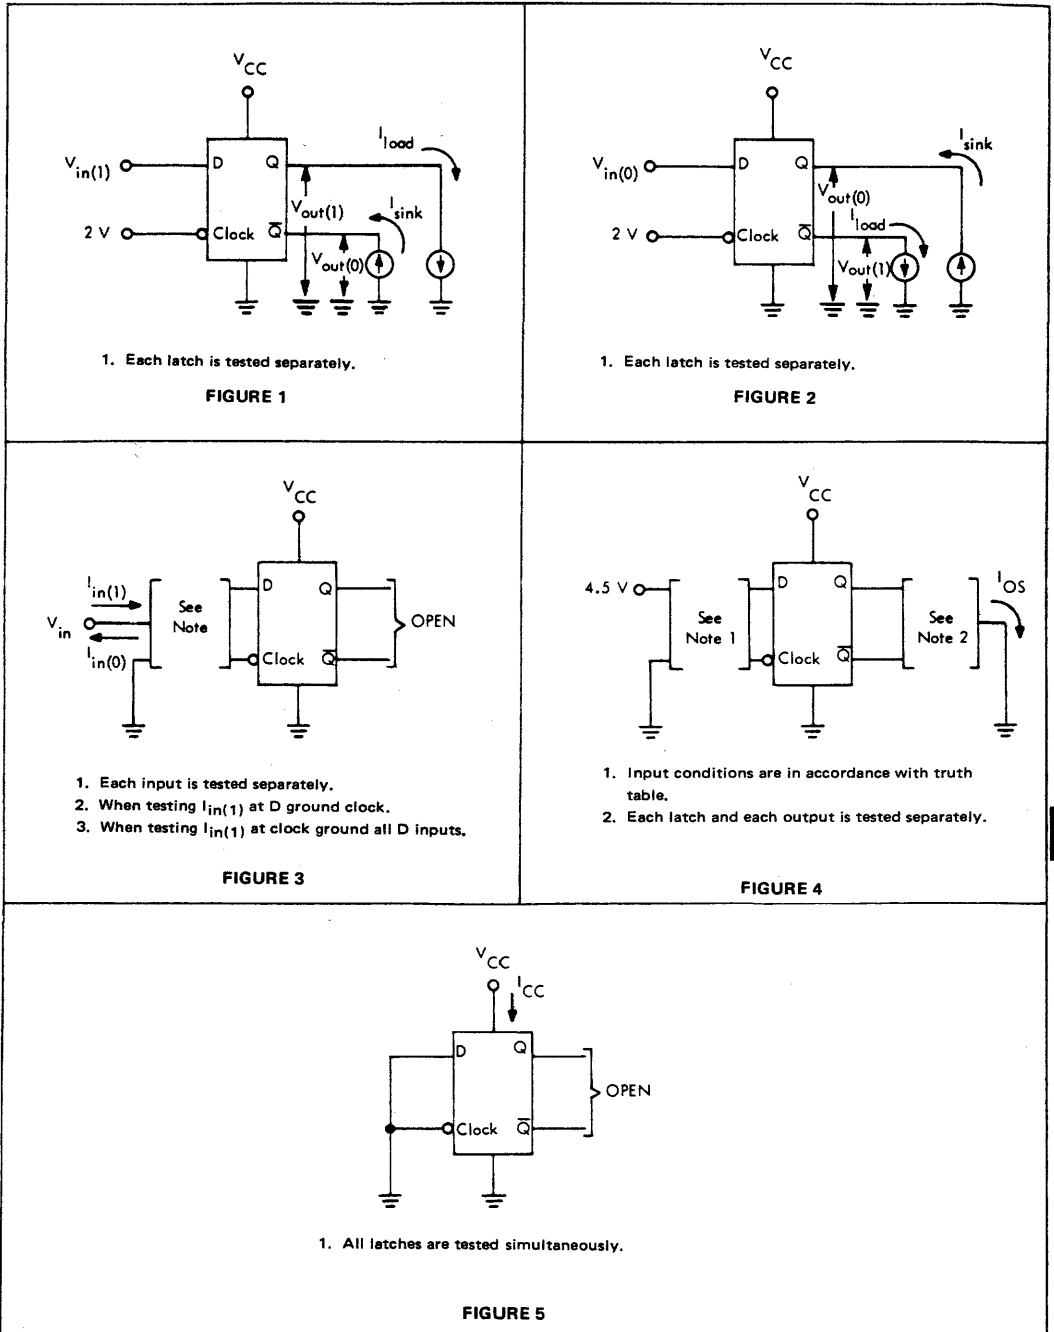 VCC
Vin(1)
D
Q
Iload
Vout(1)
Isink
2 V
Clock
Q̅
Vout(0)
1. Each latch is tested separately.
FIGURE 1
VCC
Vin(0)
D
Q
Isink
Vout(0)
Iload
2 V
Clock
Q̅
Vout(1)
1. Each latch is tested separately.
FIGURE 2
VCC
Iin(1)
Vin
Iin(0)
See
Note
D
Q
Clock
Q̅
OPEN
1. Each input is tested separately.
2. When testing Iin(1) at D ground clock.
3. When testing Iin(1) at clock ground all D inputs.
FIGURE 3
VCC
4.5 V
See
Note 1
D
Q
Clock
Q̅
See
Note 2
IOS
1. Input conditions are in accordance with truth
table.
2. Each latch and each output is tested separately.
FIGURE 4
VCC
ICC
D
Q
Clock
Q̅
OPEN
1. All latches are tested simultaneously.
FIGURE 5